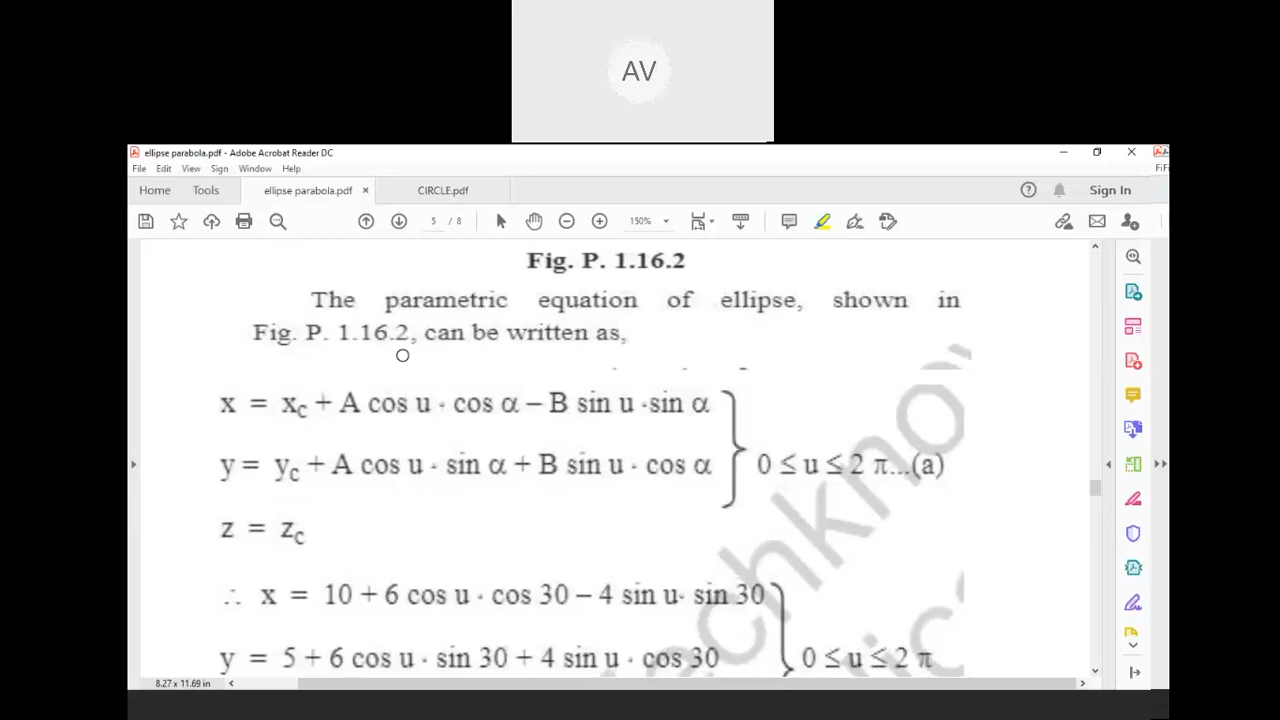 AV
ellipse parabola.pdf - Adobe Acrobat Reader DC
File Edit View Sign Window Help
Home Tools ellipse parabola.pdf × CIRCLE.pdf Sign In
5 / 8 150%
Fig. P. 1.16.2
The parametric equation of ellipse, shown in
Fig. P. 1.16.2, can be written as,
x = x_c + A cos u · cos α – B sin u · sin α
y = y_c + A cos u · sin α + B sin u · cos α
0 ≤ u ≤ 2 π...(a)
z = z_c
∴ x = 10 + 6 cos u · cos 30 – 4 sin u · sin 30
y = 5 + 6 cos u · sin 30 + 4 sin u · cos 30
0 ≤ u ≤ 2 π
8.27 x 11.69 in